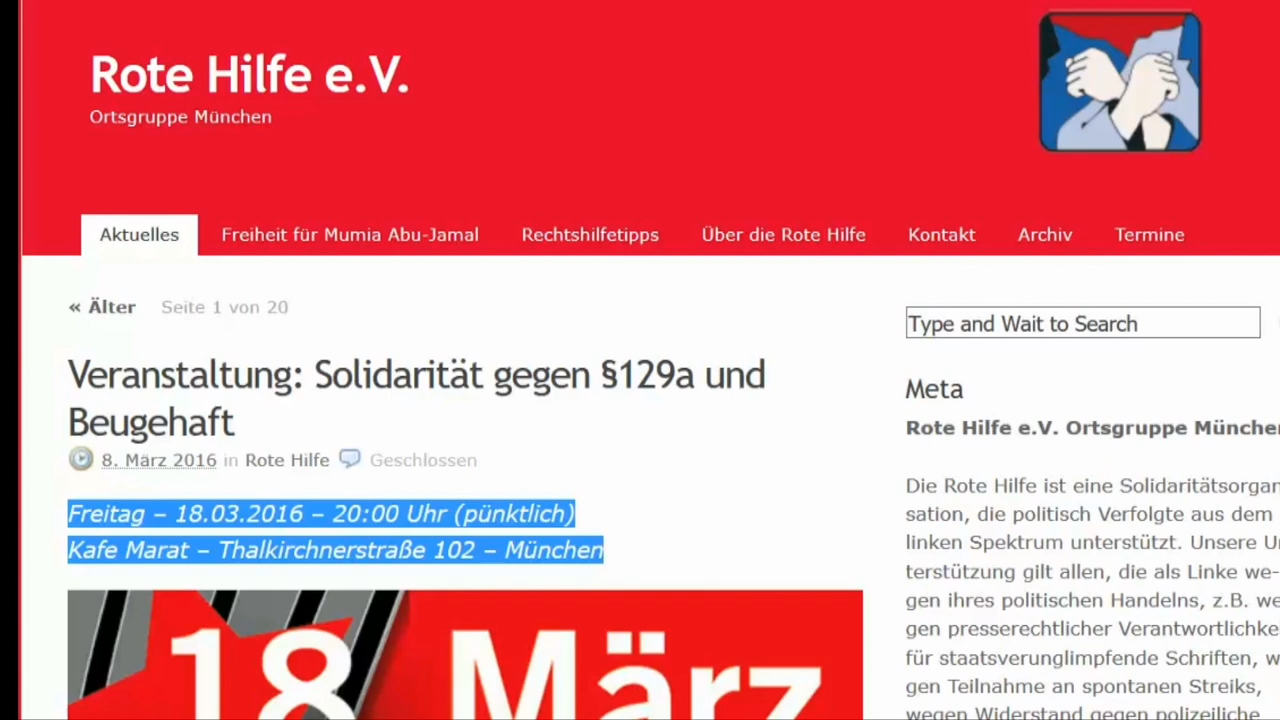 Rote Hilfe e.V.
Ortsgruppe München
Aktuelles Freiheit für Mumia Abu-Jamal Rechtshilfetipps Über die Rote Hilfe Kontakt Archiv Termine
« Älter Seite 1 von 20
Veranstaltung: Solidarität gegen §129a und
Beugehaft
8. März 2016 in Rote Hilfe Geschlossen
Freitag – 18.03.2016 – 20:00 Uhr (pünktlich)
Kafe Marat – Thalkirchnerstraße 102 – München
18 März
Type and Wait to Search
Meta
Rote Hilfe e.V. Ortsgruppe München
Die Rote Hilfe ist eine Solidaritätsorgan
sation, die politisch Verfolgte aus dem
linken Spektrum unterstützt. Unsere Un
terstützung gilt allen, die als Linke we-
gen ihres politischen Handelns, z.B. we
gen presserechtlicher Verantwortlichke
für staatsverunglimpfende Schriften, w
gen Teilnahme an spontanen Streiks,
wegen Widerstand gegen polizeiliche